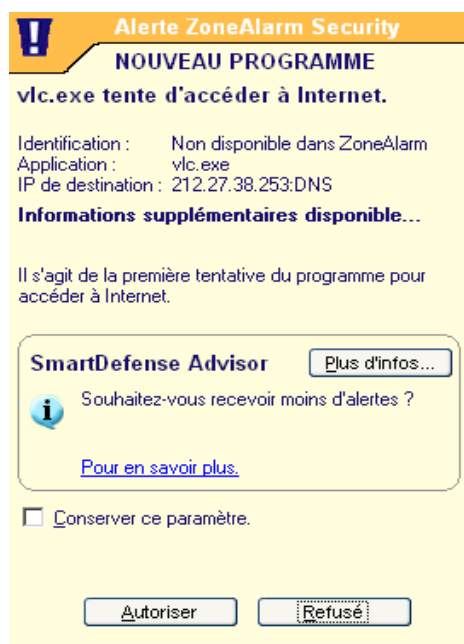 Alerte ZoneAlarm Security
NOUVEAU PROGRAMME
vlc.exe tente d'accéder à Internet.
Identification : Non disponible dans ZoneAlarm
Application : vlc.exe
IP de destination : 212.27.38.253:DNS
Informations supplémentaires disponible...
Il s'agit de la première tentative du programme pour
accéder à Internet.
SmartDefense Advisor Plus d'infos...
Souhaitez-vous recevoir moins d'alertes ?
Pour en savoir plus.
Conserver ce paramètre.
Autoriser Refusé